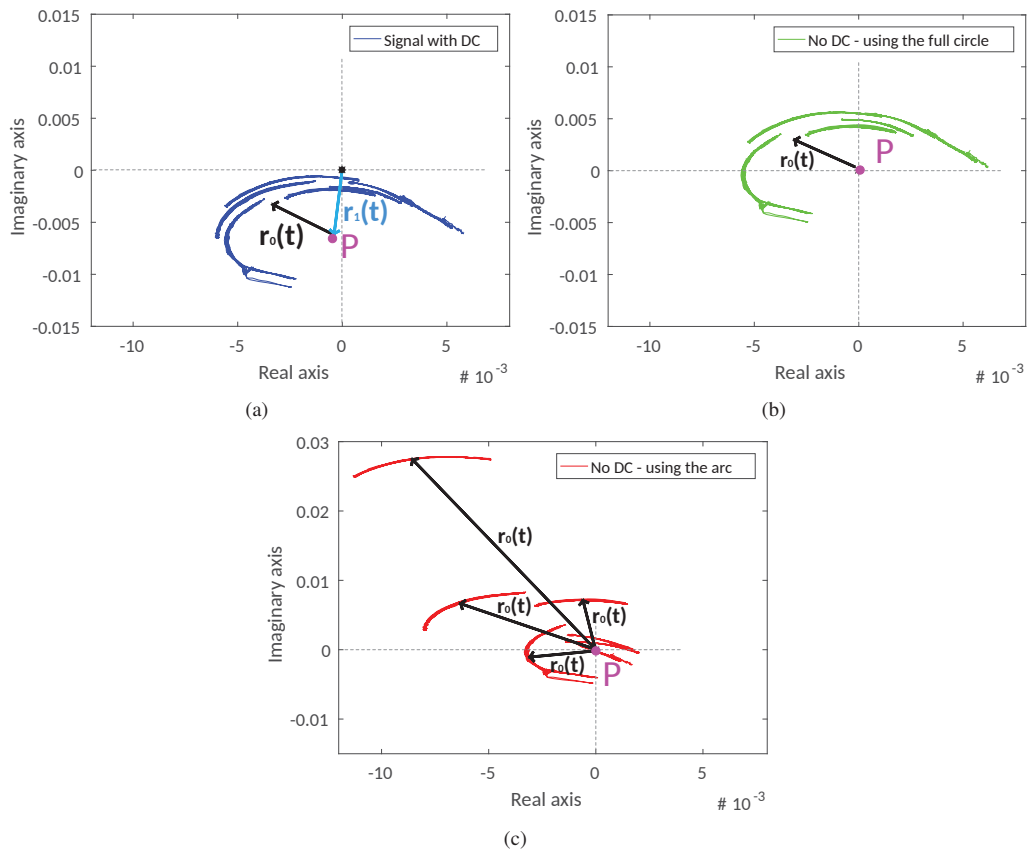 0.015
0.01
0.005
0
-0.005
-0.01
-0.015
Imaginary axis
Signal with DC
r₁(t)
r₀(t)
P
-10
-5
0
5
Real axis
# 10⁻³
(a)
0.015
0.01
0.005
0
-0.005
-0.01
-0.015
Imaginary axis
No DC - using the full circle
P
r₀(t)
-10
-5
0
5
Real axis
# 10⁻³
(b)
0.03
0.02
0.01
0
-0.01
Imaginary axis
No DC - using the arc
r₀(t)
r₀(t)
r₀(t)
r₀(t)
P
-10
-5
0
5
Real axis
# 10⁻³
(c)